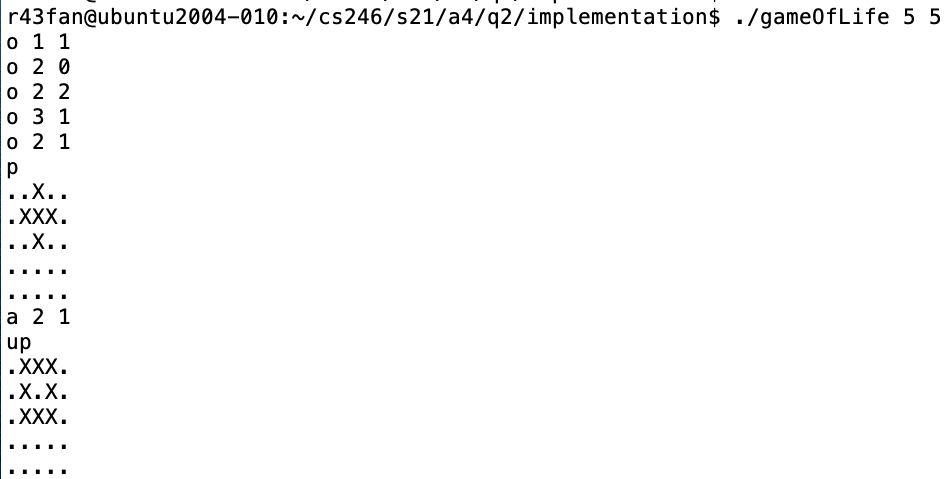 r43fan@ubuntu2004-010:~/cs246/s21/a4/q2/implementation$ ./gameOfLife 5 5
o 1 1
o 2 0
o 2 2
o 3 1
o 2 1
p
..X..
.XXX.
..X..
.....
.....
a 2 1
up
.XXX.
.X.X.
.XXX.
.....
.....